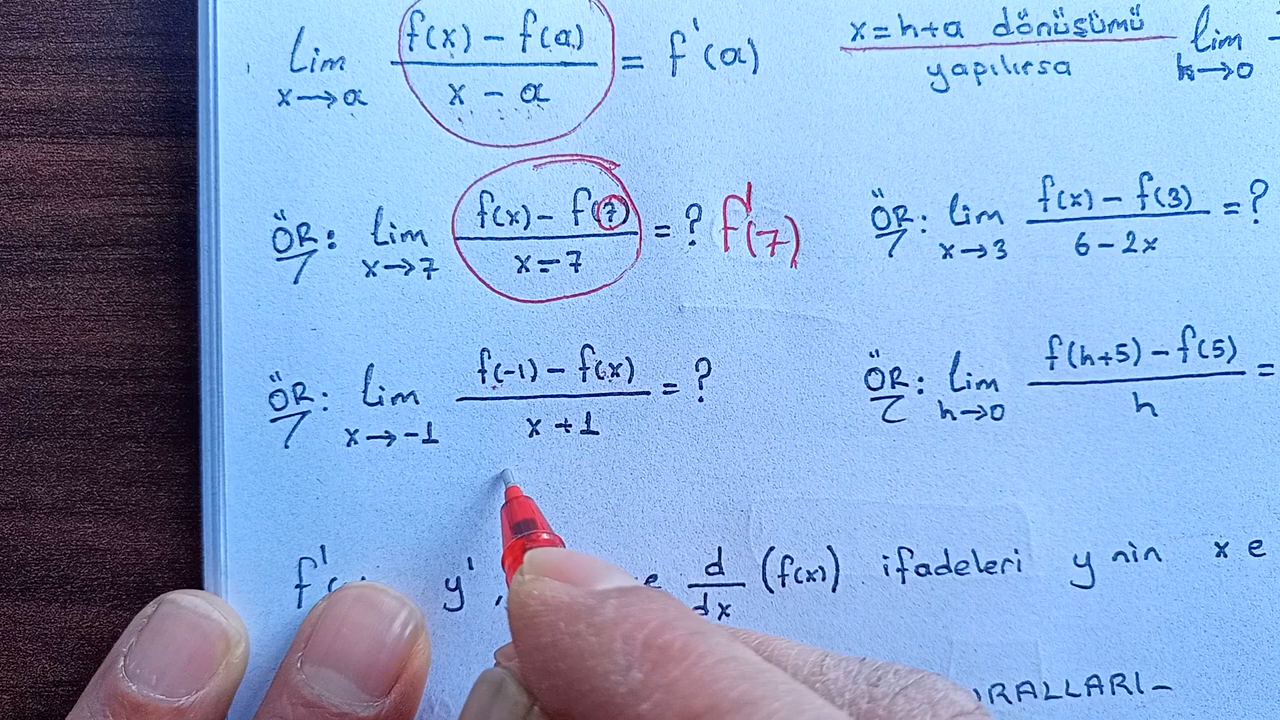 lim x→a (f(x) - f(a))/(x - a) = f'(a) x = h+a dönüşümü yapılırsa lim h→0
ÖR: lim x→7 (f(x) - f(7))/(x - 7) = ? f'(7) ÖR: lim x→3 (f(x) - f(3))/(6 - 2x) = ?
ÖR: lim x→-1 (f(-1) - f(x))/(x + 1) = ? ÖR: lim h→0 (f(h+5) - f(5))/h =
y' , d/dx (f(x)) ifadeleri y nin x e